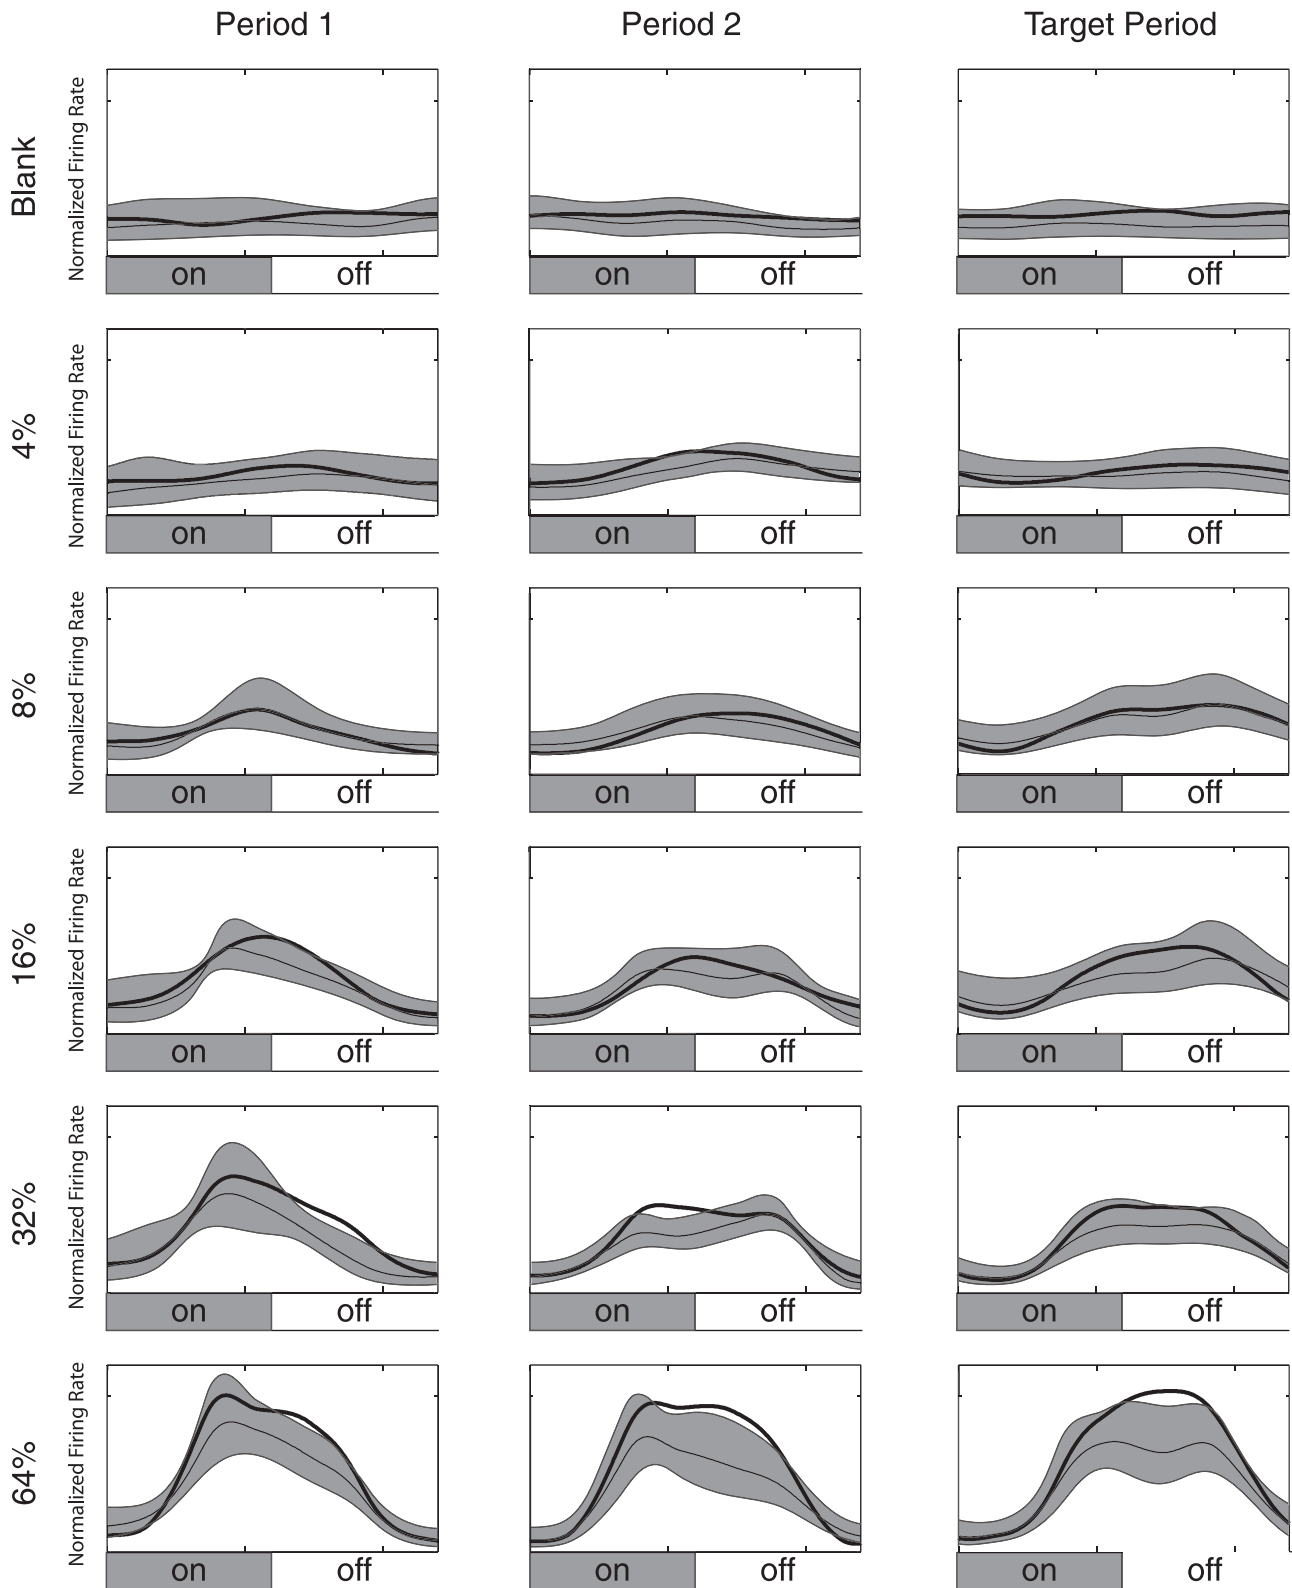 Period 1 Period 2 Target Period
Blank
Normalized Firing Rate
on off on off on off
4%
Normalized Firing Rate
on off on off on off
8%
Normalized Firing Rate
on off on off on off
16%
Normalized Firing Rate
on off on off on off
32%
Normalized Firing Rate
on off on off on off
64%
Normalized Firing Rate
on off on off on off